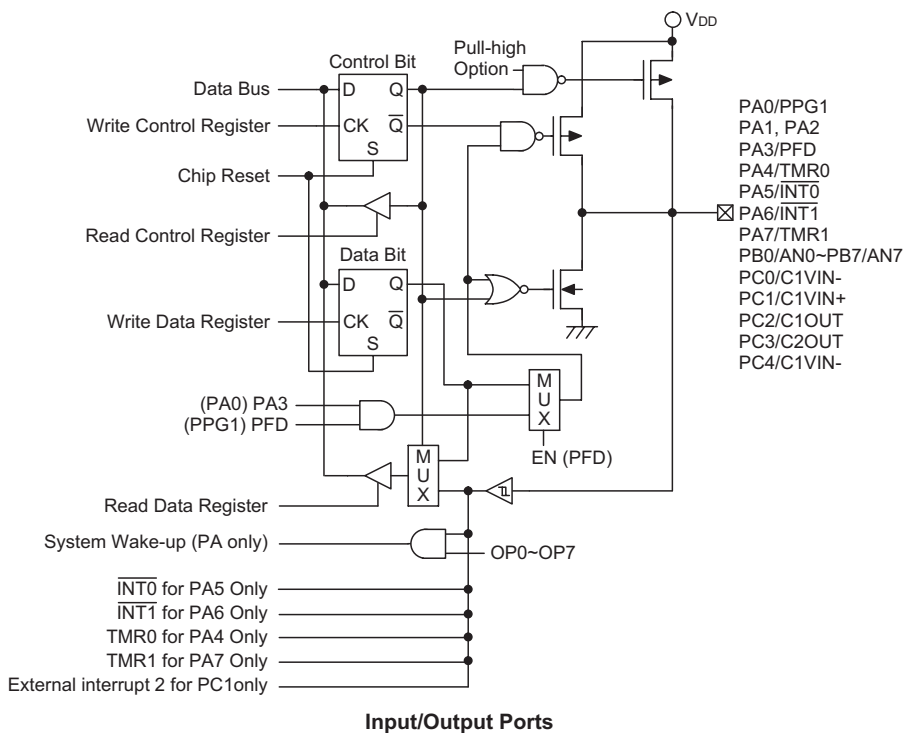 VDD
Pull-high
Option
Control Bit
Data Bus
D
Q
Write Control Register
CK
Q̅
S
Chip Reset
Read Control Register
Data Bit
D
Q
Write Data Register
CK
Q̅
S
(PA0) PA3
(PPG1) PFD
M
U
X
EN (PFD)
M
U
X
Read Data Register
System Wake-up (PA only)
OP0~OP7
I̅N̅T̅0̅ for PA5 Only
I̅N̅T̅1̅ for PA6 Only
TMR0 for PA4 Only
TMR1 for PA7 Only
External interrupt 2 for PC1only
PA0/PPG1
PA1, PA2
PA3/PFD
PA4/TMR0
PA5/I̅N̅T̅0̅
PA6/I̅N̅T̅1̅
PA7/TMR1
PB0/AN0~PB7/AN7
PC0/C1VIN-
PC1/C1VIN+
PC2/C1OUT
PC3/C2OUT
PC4/C1VIN-
Input/Output Ports